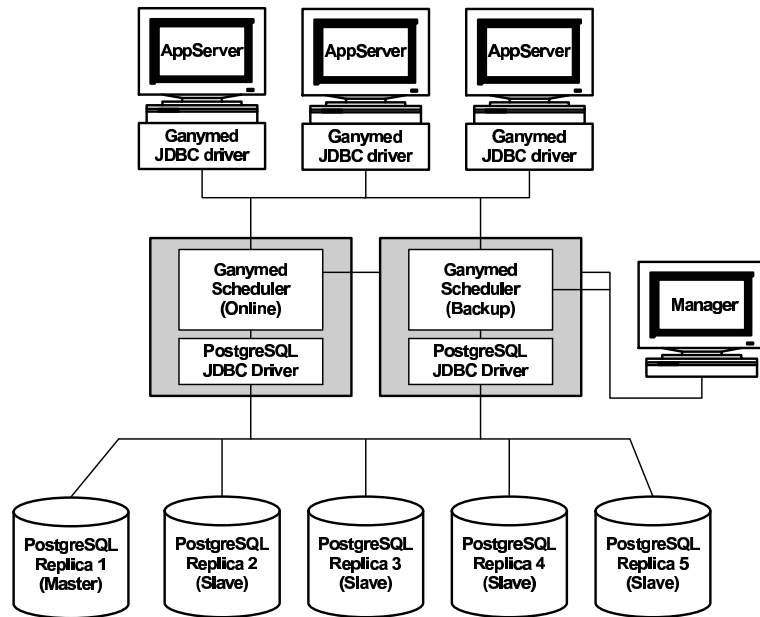 AppServer
AppServer
AppServer
Ganymed
JDBC driver
Ganymed
JDBC driver
Ganymed
JDBC driver
Ganymed
Scheduler
(Online)
Ganymed
Scheduler
(Backup)
Manager
PostgreSQL
JDBC Driver
PostgreSQL
JDBC Driver
PostgreSQL
Replica 1
(Master)
PostgreSQL
Replica 2
(Slave)
PostgreSQL
Replica 3
(Slave)
PostgreSQL
Replica 4
(Slave)
PostgreSQL
Replica 5
(Slave)